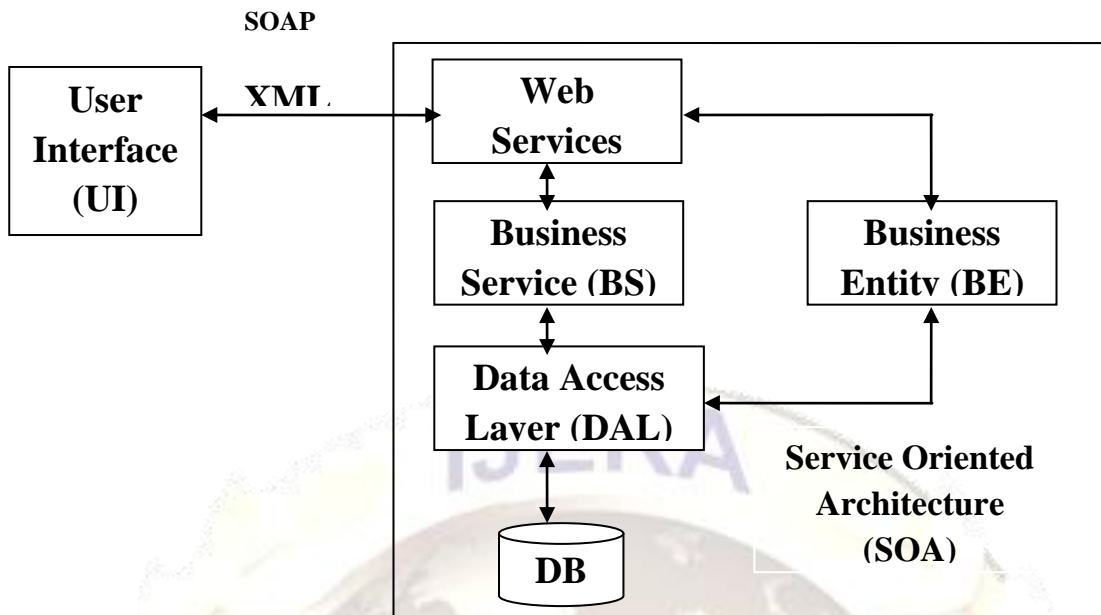 SOAP
XML
User
Interface
(UI)
Web
Services
Business
Service (BS)
Business
Entity (BE)
Data Access
Layer (DAL)
IJERA
Service Oriented
Architecture
(SOA)
DB